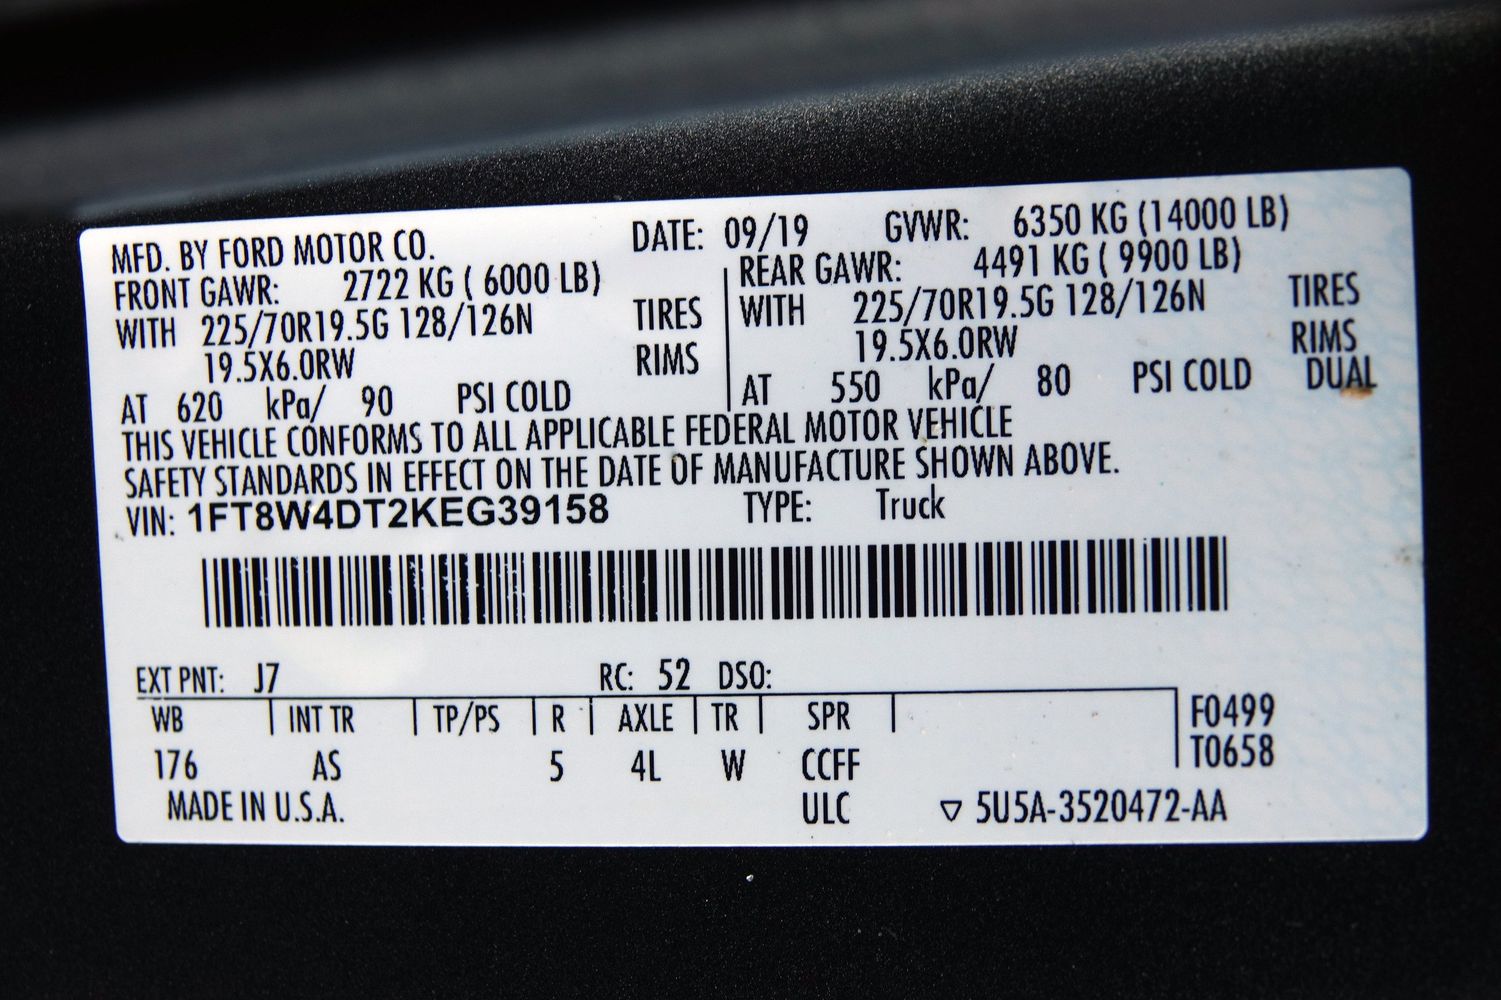 MFD. BY FORD MOTOR CO. DATE: 09/19 GVWR: 6350 KG (14000 LB)
FRONT GAWR: 2722 KG ( 6000 LB) REAR GAWR: 4491 KG ( 9900 LB)
WITH 225/70R19.5G 128/126N TIRES WITH 225/70R19.5G 128/126N TIRES
19.5X6.0RW RIMS 19.5X6.0RW RIMS
AT 620 kPa/ 90 PSI COLD AT 550 kPa/ 80 PSI COLD DUAL
THIS VEHICLE CONFORMS TO ALL APPLICABLE FEDERAL MOTOR VEHICLE
SAFETY STANDARDS IN EFFECT ON THE DATE OF MANUFACTURE SHOWN ABOVE.
VIN: 1FT8W4DT2KEG39158 TYPE: Truck
EXT PNT: J7 RC: 52 DSO:
WB INT TR TP/PS R AXLE TR SPR F0499
176 AS 5 4L W CCFF T0658
MADE IN U.S.A. ULC ▽ 5U5A-3520472-AA